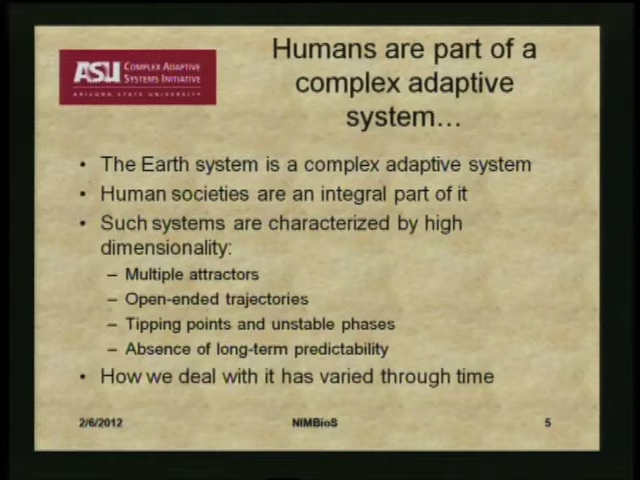 ASU COMPLEX ADAPTIVE
SYSTEMS INITIATIVE
ARIZONA STATE UNIVERSITY
Humans are part of a
complex adaptive
system…
• The Earth system is a complex adaptive system
• Human societies are an integral part of it
• Such systems are characterized by high
dimensionality:
– Multiple attractors
– Open-ended trajectories
– Tipping points and unstable phases
– Absence of long-term predictability
• How we deal with it has varied through time
2/6/2012 NIMBioS 5